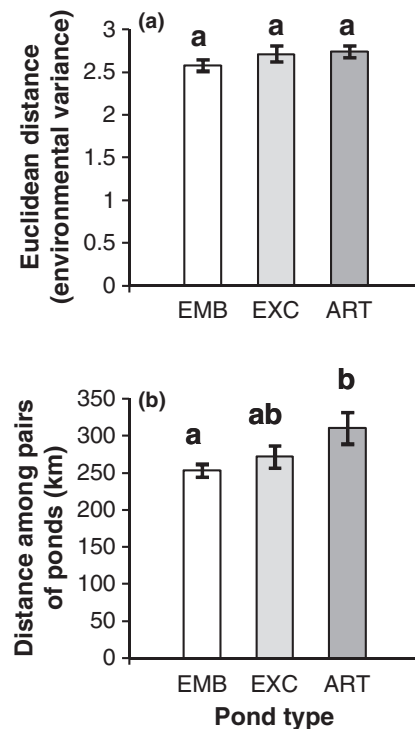 (a)
a a a
3
2.5
2
1.5
1
0.5
0
Euclidean distance
(environmental variance)
EMB EXC ART
(b)
a ab b
350
300
250
200
150
100
50
0
Distance among pairs
of ponds (km)
EMB EXC ART
Pond type